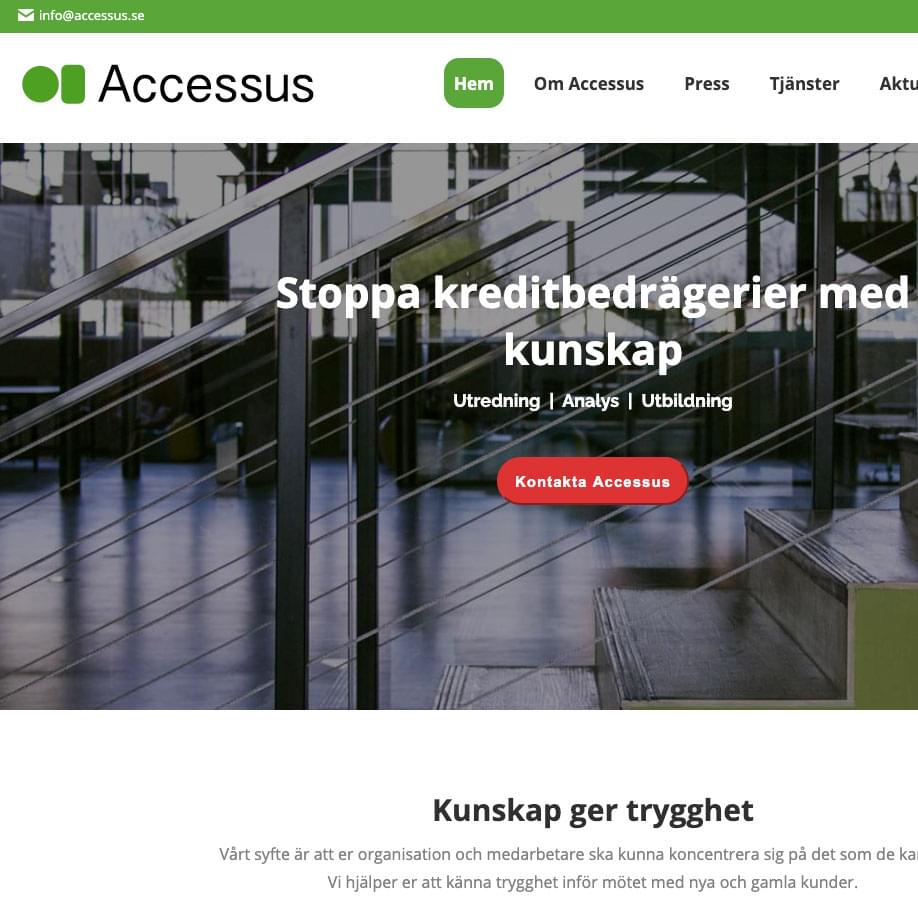 info@accessus.se
Accessus
Hem Om Accessus Press Tjänster Aktu
Stoppa kreditbedrägerier med
kunskap
Utredning | Analys | Utbildning
Kontakta Accessus
Kunskap ger trygghet
Vårt syfte är att er organisation och medarbetare ska kunna koncentrera sig på det som de kan
Vi hjälper er att känna trygghet inför mötet med nya och gamla kunder.